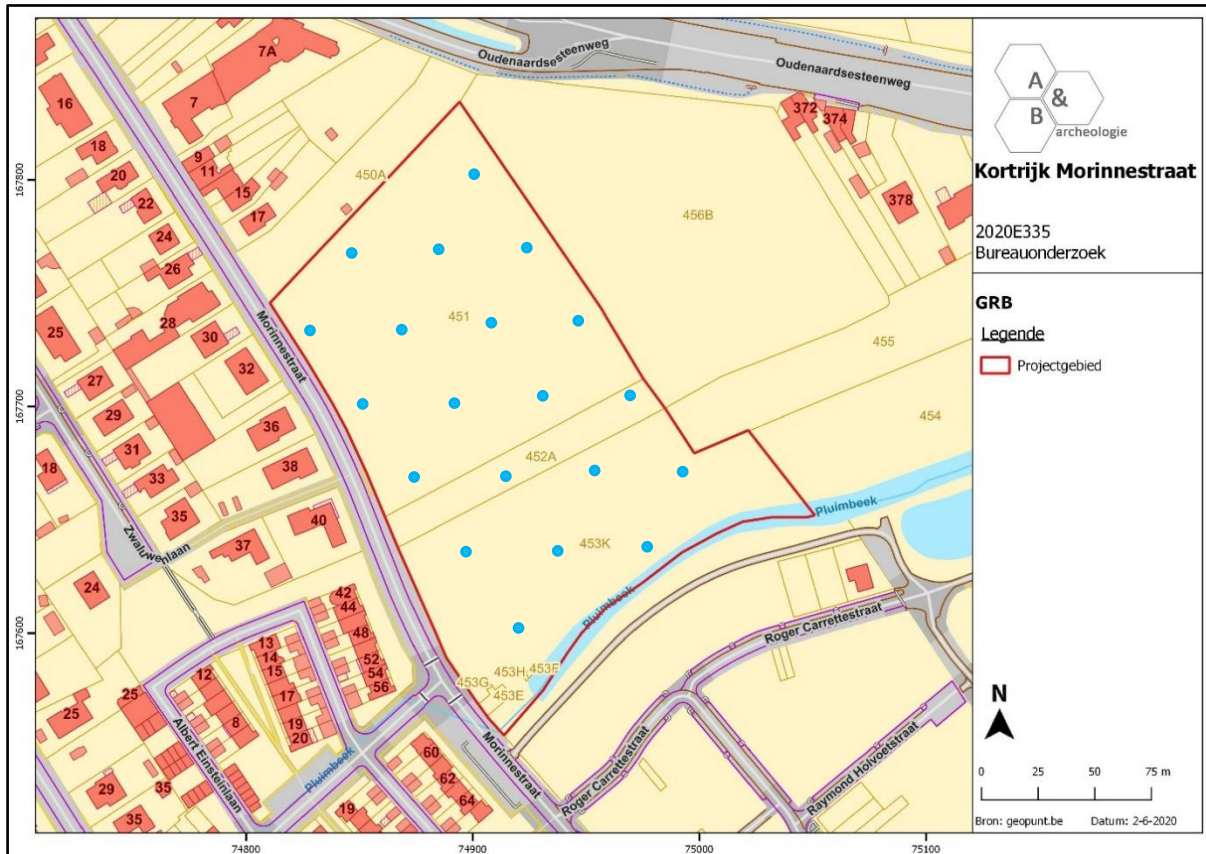 7A
Oudenaardsesteenweg
Oudenaardsesteenweg
7
16
372
374
18
9
11
20
15
450A
22
17
378
456B
24
26
25
28
Morinnestraat
451
30
455
32
27
454
29
36
31
452A
38
18
33
35
40
Pluimbeek
Zwaluwenlaan
37
453K
24
42
44
Pluimbeek
Roger Carrettestraat
13
48
14
52
453H
453F
12
15
54
453G
25
17
56
453E
25
8
19
20
Albert Einsteinlaan
Morinnestraat
Roger Carrettestraat
Raymond Holvoetstraat
60
Pluimbeek
62
29
35
64
35
19
167800
167700
167600
74800
74900
75000
75100
A
&
B
archeologie
Kortrijk Morinnestraat
2020E335
Bureauonderzoek
GRB
Legende
Projectgebied
N
0 25 50 75 m
Bron: geopunt.be Datum: 2-6-2020